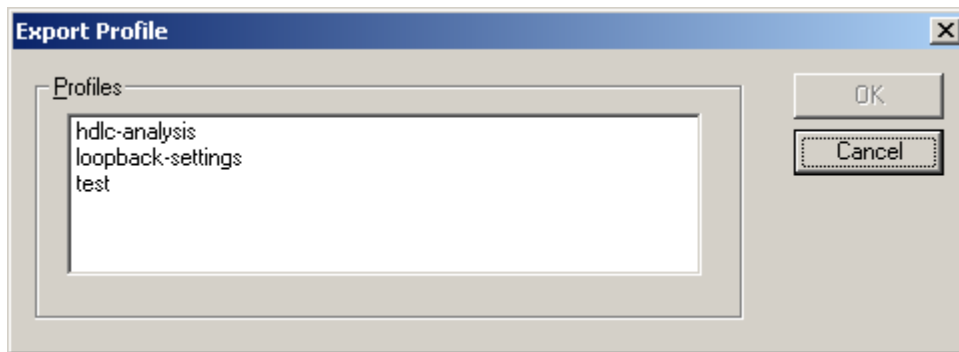 Export Profile
Profiles
hdlc-analysis
loopback-settings
test
OK
Cancel